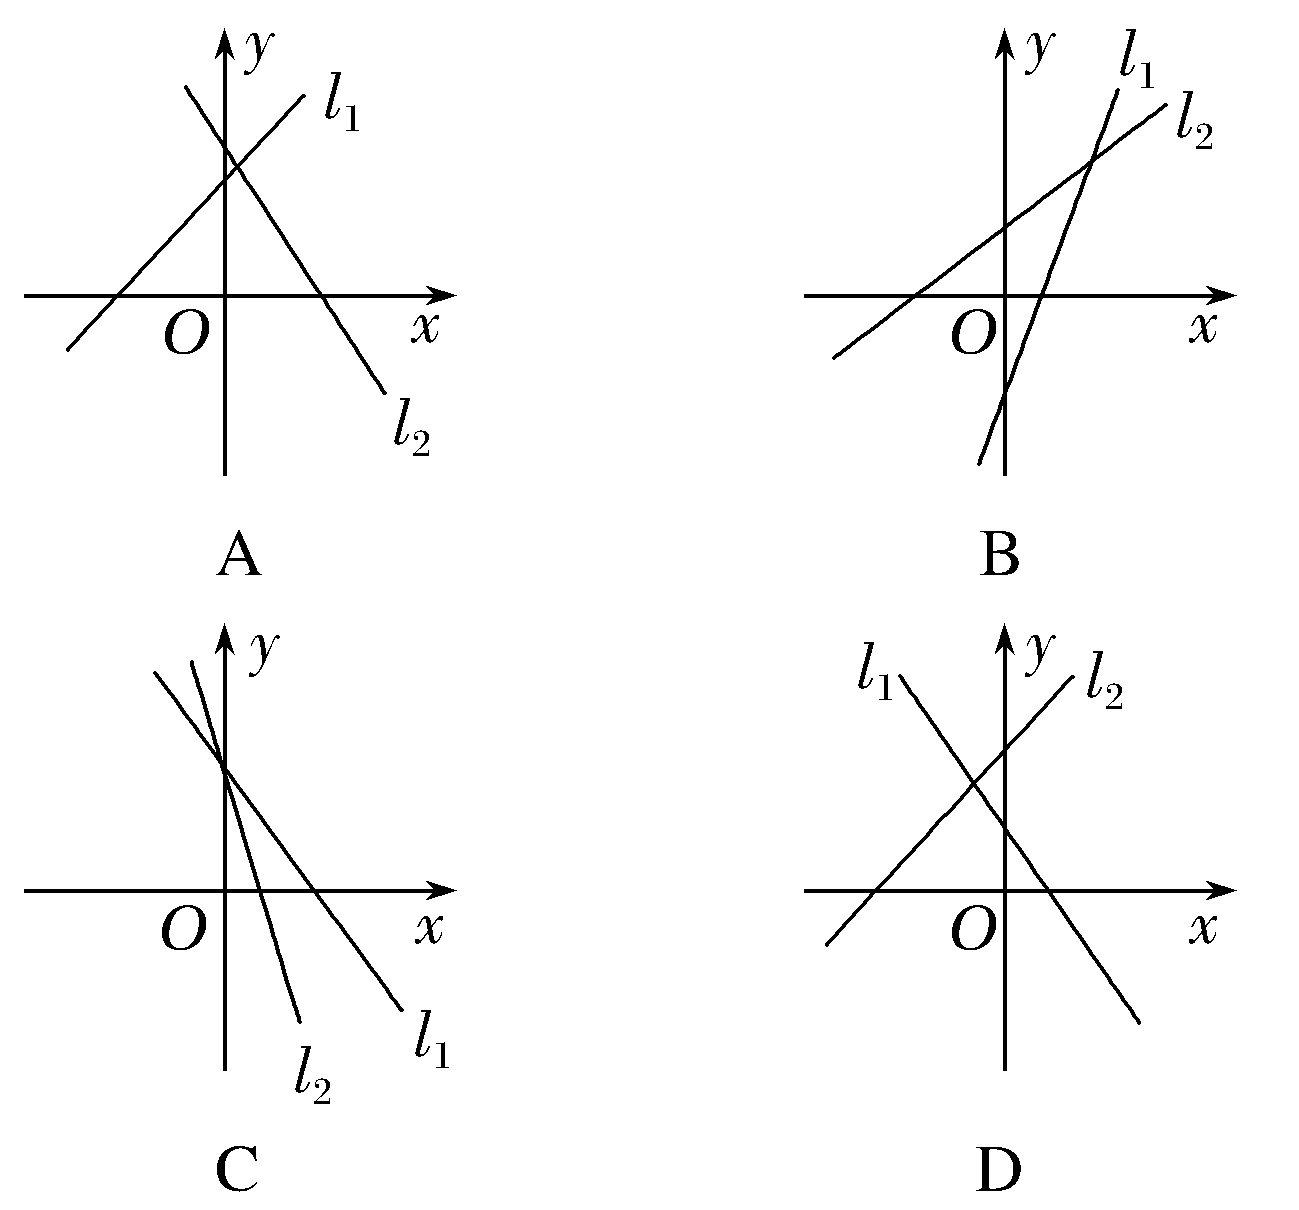 y l₁ y l₁
l₂
O x O x
l₂
A B
y l₁ y l₂
O x O x
l₂ l₁
C D